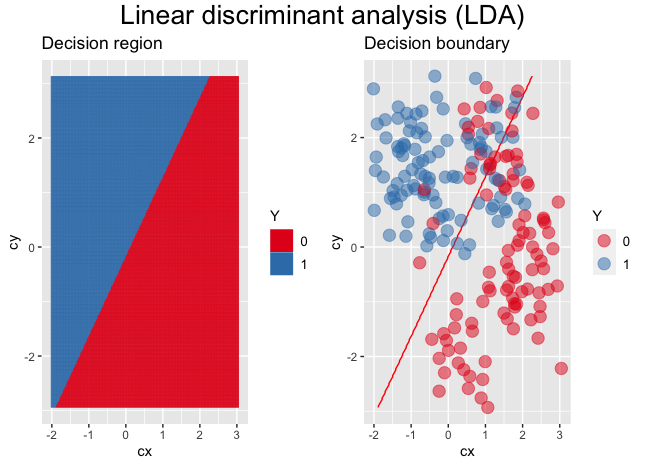 Linear discriminant analysis (LDA)
Decision region
Decision boundary
2
0
-2
cy
-2 -1 0 1 2 3
cx
Y
0
1
2
0
-2
cy
-2 -1 0 1 2 3
cx
Y
0
1